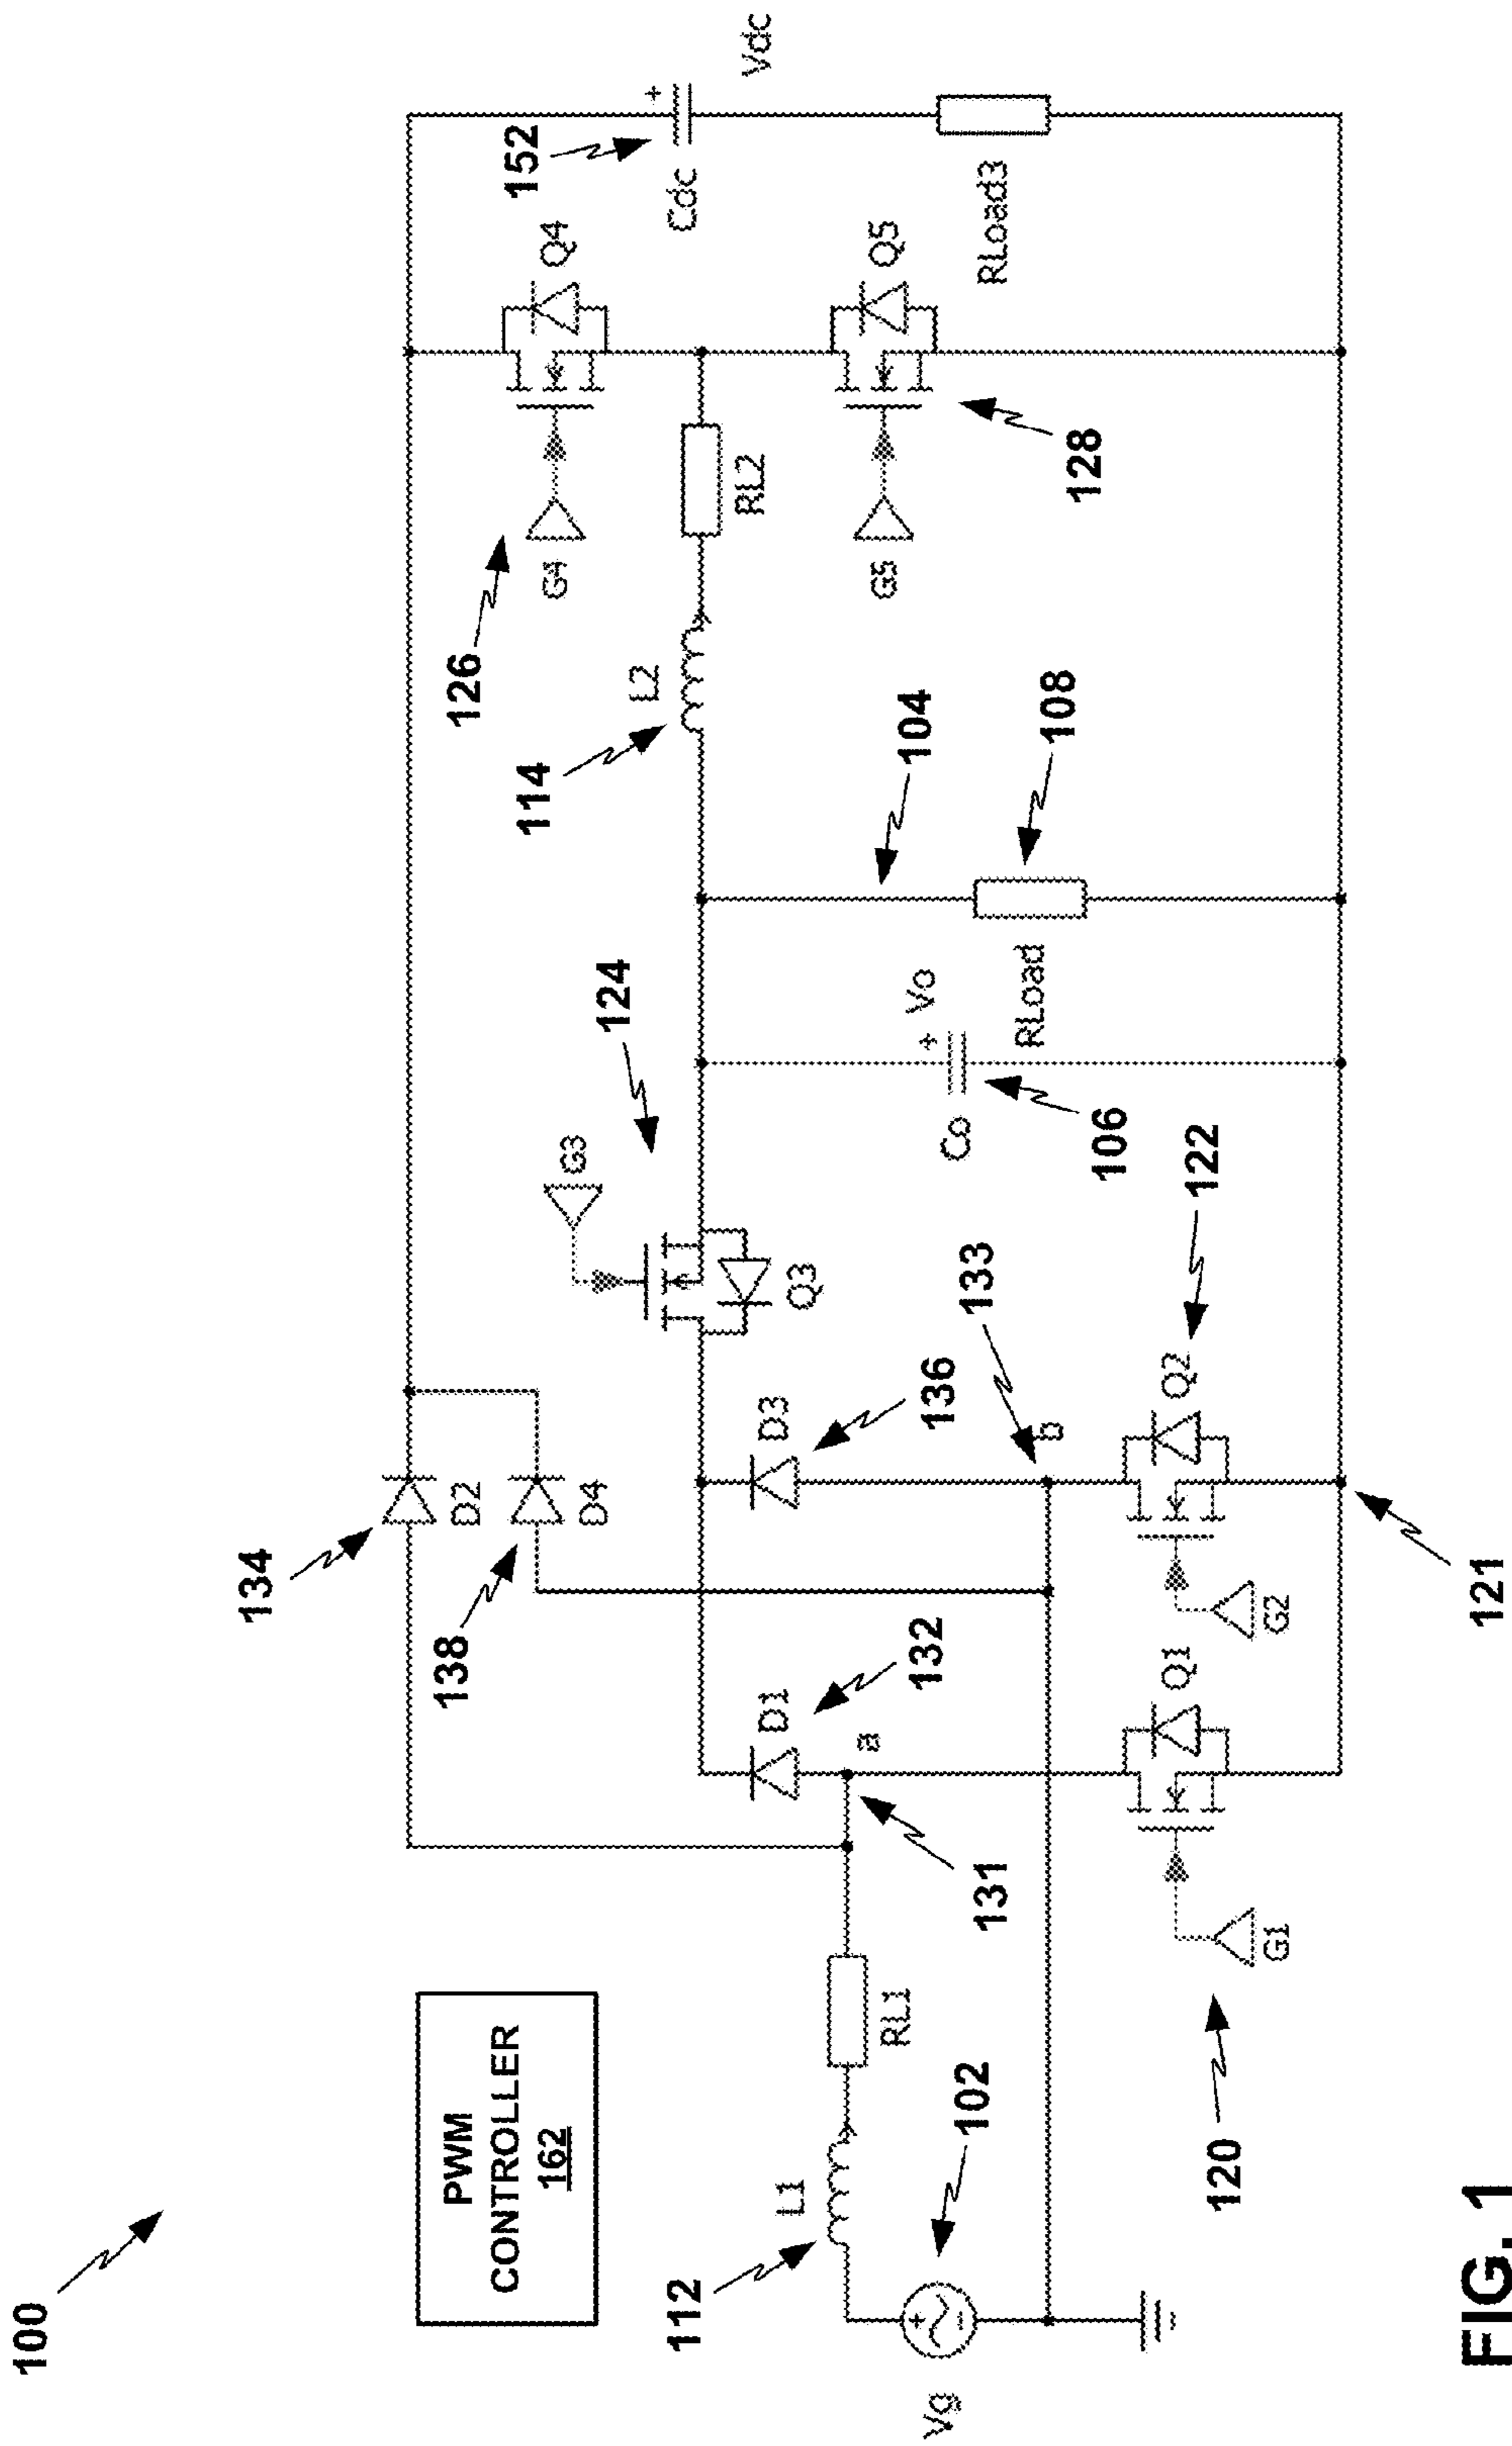 100
PWM
CONTROLLER
162
134
D2
138
D4
126
G4
Q4
152
Cdc
+
Vdc
RLoad3
114
L2
RL2
G5
Q5
128
124
G3
Q3
104
108
RLoad
+
Vo
Co
106
D1
132
D3
136
a
131
b
133
112
L1
RL1
102
+
-
Vg
120
G1
Q1
G2
Q2
122
121
FIG. 1